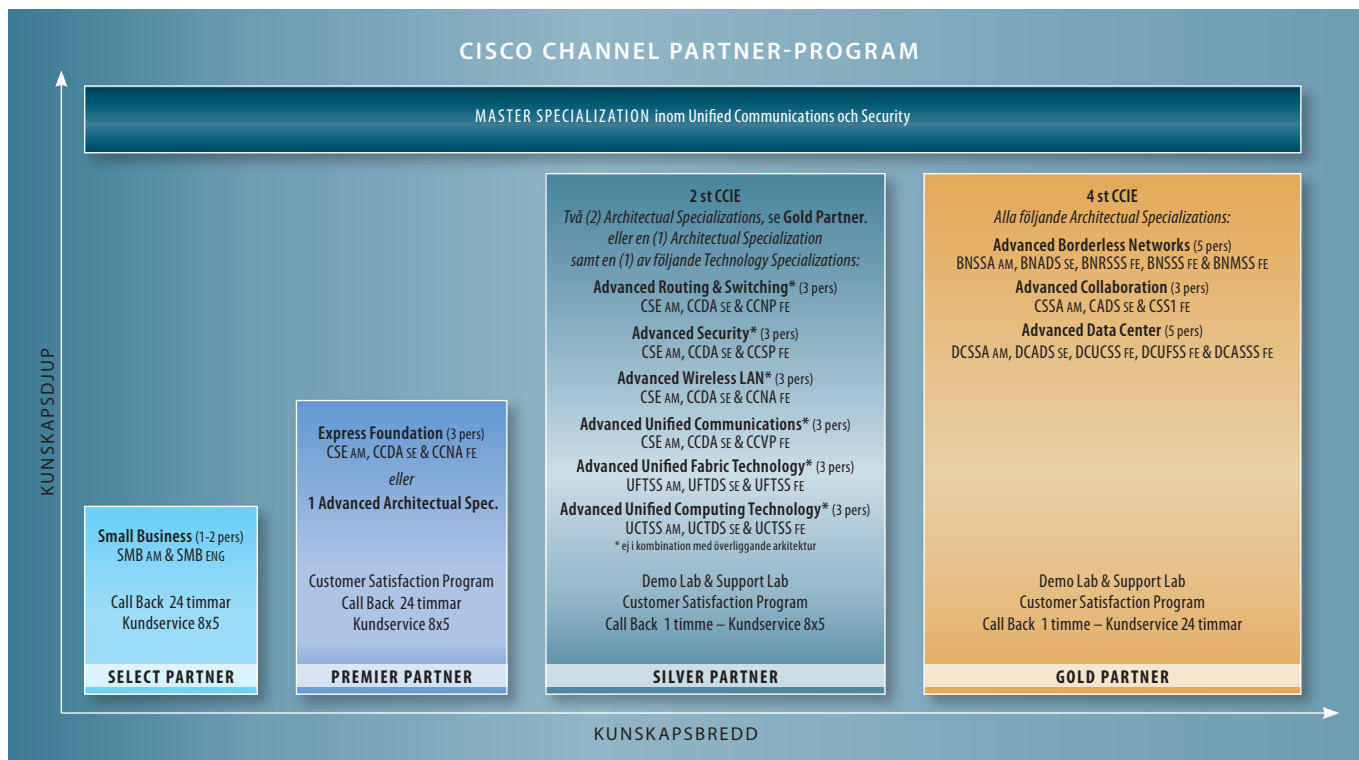 CISCO CHANNEL PARTNER-PROGRAM
MASTER SPECIALIZATION inom Unified Communications och Security
KUNSKAPSDJUP
Small Business (1-2 pers)
SMB AM & SMB ENG
Call Back 24 timmar
Kundservice 8x5
SELECT PARTNER
Express Foundation (3 pers)
CSE AM, CCDA SE & CCNA FE
eller
1 Advanced Architectual Spec.
Customer Satisfaction Program
Call Back 24 timmar
Kundservice 8x5
PREMIER PARTNER
2 st CCIE
Två (2) Architectual Specializations, se Gold Partner.
eller en (1) Architectual Specialization
samt en (1) av följande Technology Specializations:
Advanced Routing & Switching* (3 pers)
CSE AM, CCDA SE & CCNP FE
Advanced Security* (3 pers)
CSE AM, CCDA SE & CCSP FE
Advanced Wireless LAN* (3 pers)
CSE AM, CCDA SE & CCNA FE
Advanced Unified Communications* (3 pers)
CSE AM, CCDA SE & CCVP FE
Advanced Unified Fabric Technology* (3 pers)
UFTSS AM, UFTDS SE & UFTSS FE
Advanced Unified Computing Technology* (3 pers)
UCTSS AM, UCTDS SE & UCTSS FE
* ej i kombination med överliggande arkitektur
Demo Lab & Support Lab
Customer Satisfaction Program
Call Back 1 timme – Kundservice 8x5
SILVER PARTNER
4 st CCIE
Alla följande Architectual Specializations:
Advanced Borderless Networks (5 pers)
BNSSA AM, BNADS SE, BNRSSS FE, BNSSS FE & BNMSS FE
Advanced Collaboration (3 pers)
CSSA AM, CADS SE & CSS1 FE
Advanced Data Center (5 pers)
DCSSA AM, DCADS SE, DCUCSS FE, DCUFSS FE & DCASSS FE
Demo Lab & Support Lab
Customer Satisfaction Program
Call Back 1 timme – Kundservice 24 timmar
GOLD PARTNER
KUNSKAPSBREDD